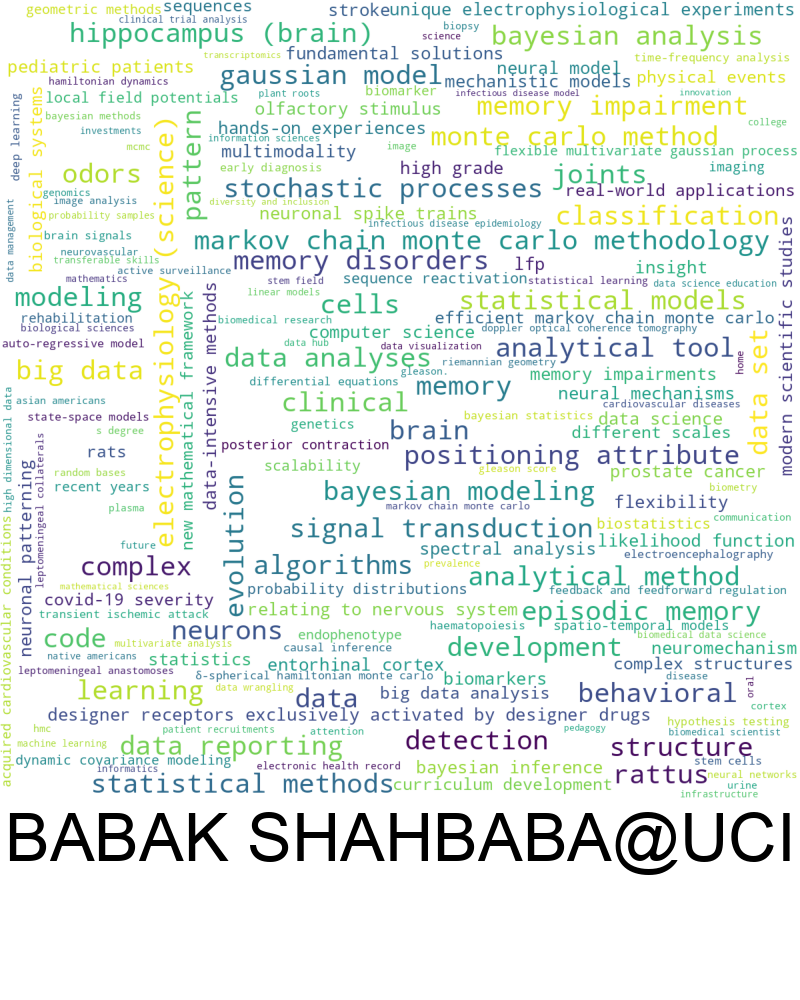 geometric methods
sequences
stroke
unique electrophysiological experiments
clinical trial analysis
biopsy
hippocampus (brain)
science
bayesian analysis
transcriptomics
fundamental solutions
time-frequency analysis
pediatric patients
gaussian model
neural model
hamiltonian dynamics
mechanistic models
physical events
local field potentials
plant roots
biomarker
infectious disease model
innovation
olfactory stimulus
memory impairment
bayesian methods
hands-on experiences
college
investments
information sciences
monte carlo method
deep learning
biological systems
electrophysiology (science)
pattern
mcmc
multimodality
image
flexible multivariate gaussian process
odors
early diagnosis
high grade
joints
imaging
genomics
stochastic processes
real-world applications
image analysis
diversity and inclusion
probability samples
neuronal spike trains
classification
data management
infectious disease epidemiology
brain signals
markov chain monte carlo methodology
neurovascular
transferable skills
memory disorders
lfp
insight
active surveillance
modern scientific studies
mathematics
stem field
sequence reactivation
statistical learning
data science education
modeling
linear models
cells
statistical models
rehabilitation
biomedical research
efficient markov chain monte carlo
biological sciences
computer science
doppler optical coherence tomography
auto-regressive model
data hub
data visualization
analytical tool
new mathematical framework
data-intensive methods
data analyses
riemannian geometry
home
data set
big data
gleason.
memory impairments
differential equations
memory
neural mechanisms
high dimensional data
asian americans
clinical
cardiovascular diseases
state-space models
bayesian statistics
data science
genetics
s degree
brain
different scales
leptomeningeal collaterals
rats
posterior contraction
positioning attribute
neuronal patterning
scalability
gleason score
prostate cancer
random bases
recent years
bayesian modeling
biometry
evolution
plasma
markov chain monte carlo
flexibility
communication
acquired cardiovascular conditions
signal transduction
biostatistics
future
spectral analysis
likelihood function
complex
algorithms
prevalence
electroencephalography
analytical method
mathematical sciences
probability distributions
feedback and feedforward regulation
covid-19 severity
relating to nervous system
episodic memory
transient ischemic attack
haematopoiesis
spatio-temporal models
code
neurons
endophenotype
biomedical data science
multivariate analysis
causal inference
development
neuromechanism
native americans
statistics
entorhinal cortex
complex structures
leptomeningeal anastomoses
δ-spherical hamiltonian monte carlo
biomarkers
disease
learning
data wrangling
data
big data analysis
behavioral
oral
cortex
designer receptors exclusively activated by designer drugs
hypothesis testing
hmc
patient recruitments
attention
pedagogy
biomedical scientist
machine learning
data reporting
detection
structure
dynamic covariance modeling
stem cells
informatics
electronic health record
bayesian inference
rattus
neural networks
statistical methods
curriculum development
urine
infrastructure
BABAK SHAHBABA@UCI